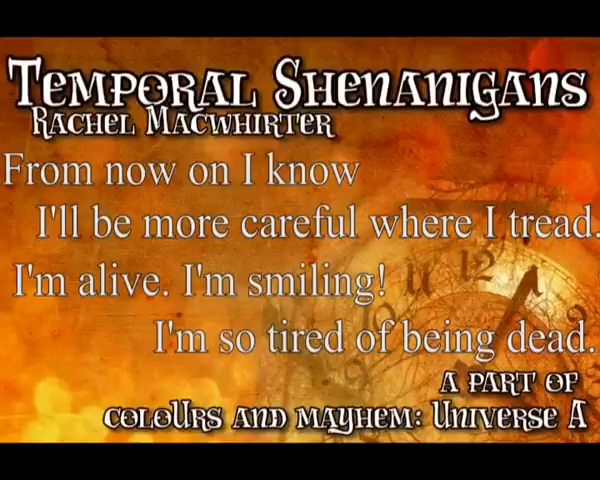 Temporal Shenanigans
Rachel Macwhirter
From now on I know
I'll be more careful where I tread.
I'm alive. I'm smiling!
I'm so tired of being dead.
A part of
Colours and Mayhem: Universe A
12